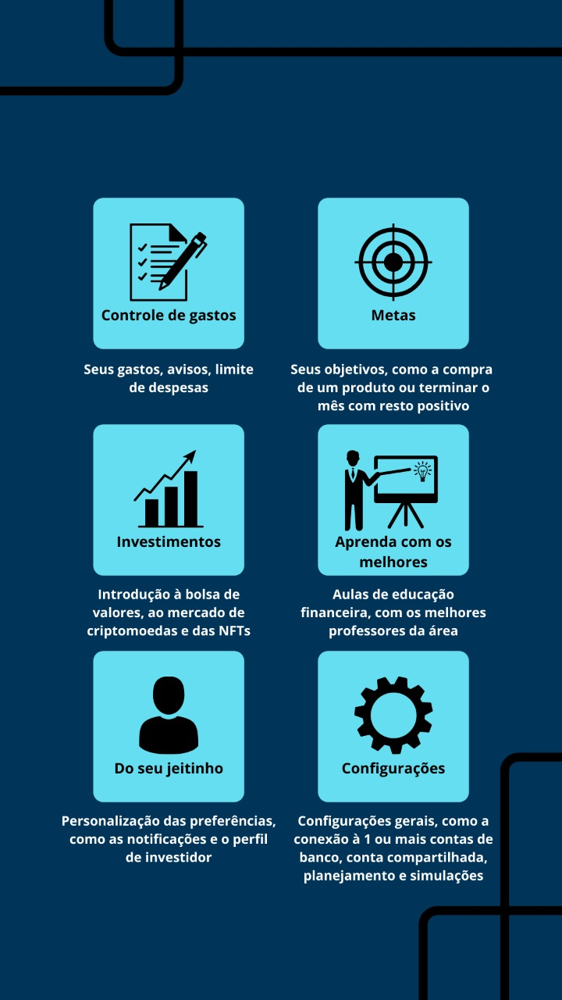 Controle de gastos
Seus gastos, avisos, limite
de despesas
Metas
Seus objetivos, como a compra
de um produto ou terminar o
mês com resto positivo
Investimentos
Introdução à bolsa de
valores, ao mercado de
criptomoedas e das NFTs
Aprenda com os
melhores
Aulas de educação
financeira, com os melhores
professores da área
Do seu jeitinho
Personalização das preferências,
como as notificações e o perfil
de investidor
Configurações
Configurações gerais, como a
conexão à 1 ou mais contas de
banco, conta compartilhada,
planejamento e simulações